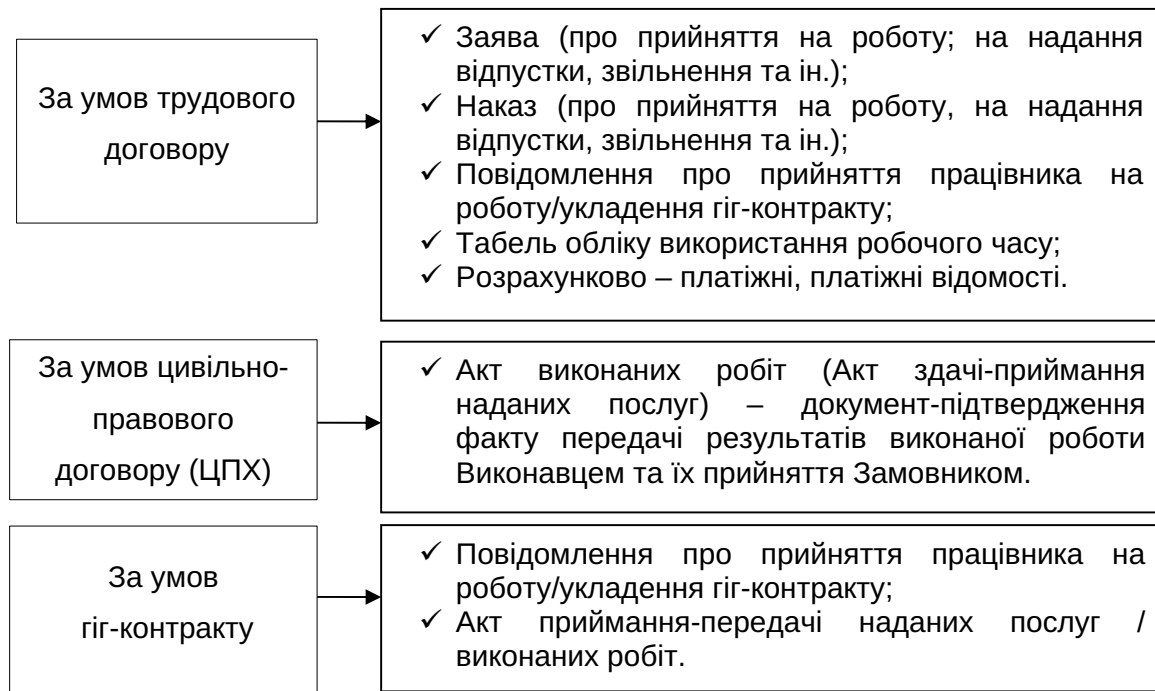 За умов трудового
договору
✓ Заява (про прийняття на роботу; на надання
відпустки, звільнення та ін.);
✓ Наказ (про прийняття на роботу, на надання
відпустки, звільнення та ін.);
✓ Повідомлення про прийняття працівника на
роботу/укладення гіг-контракту;
✓ Табель обліку використання робочого часу;
✓ Розрахунково – платіжні, платіжні відомості.
За умов цивільно-
правового
договору (ЦПХ)
✓ Акт виконаних робіт (Акт здачі-приймання
наданих послуг) – документ-підтвердження
факту передачі результатів виконаної роботи
Виконавцем та їх прийняття Замовником.
За умов
гіг-контракту
✓ Повідомлення про прийняття працівника на
роботу/укладення гіг-контракту;
✓ Акт приймання-передачі наданих послуг /
виконаних робіт.